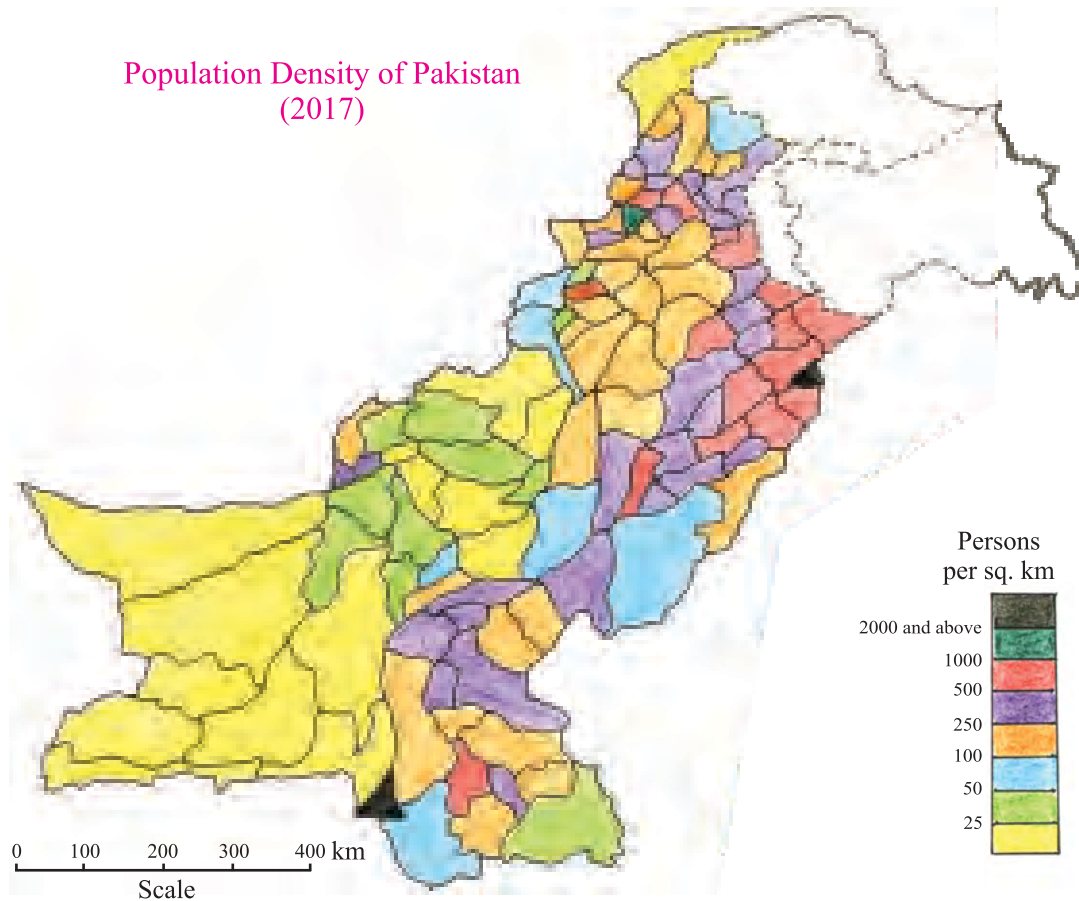 Population Density of Pakistan
(2017)
Persons
per sq. km
2000 and above
1000
500
250
100
50
25
0 100 200 300 400 km
Scale